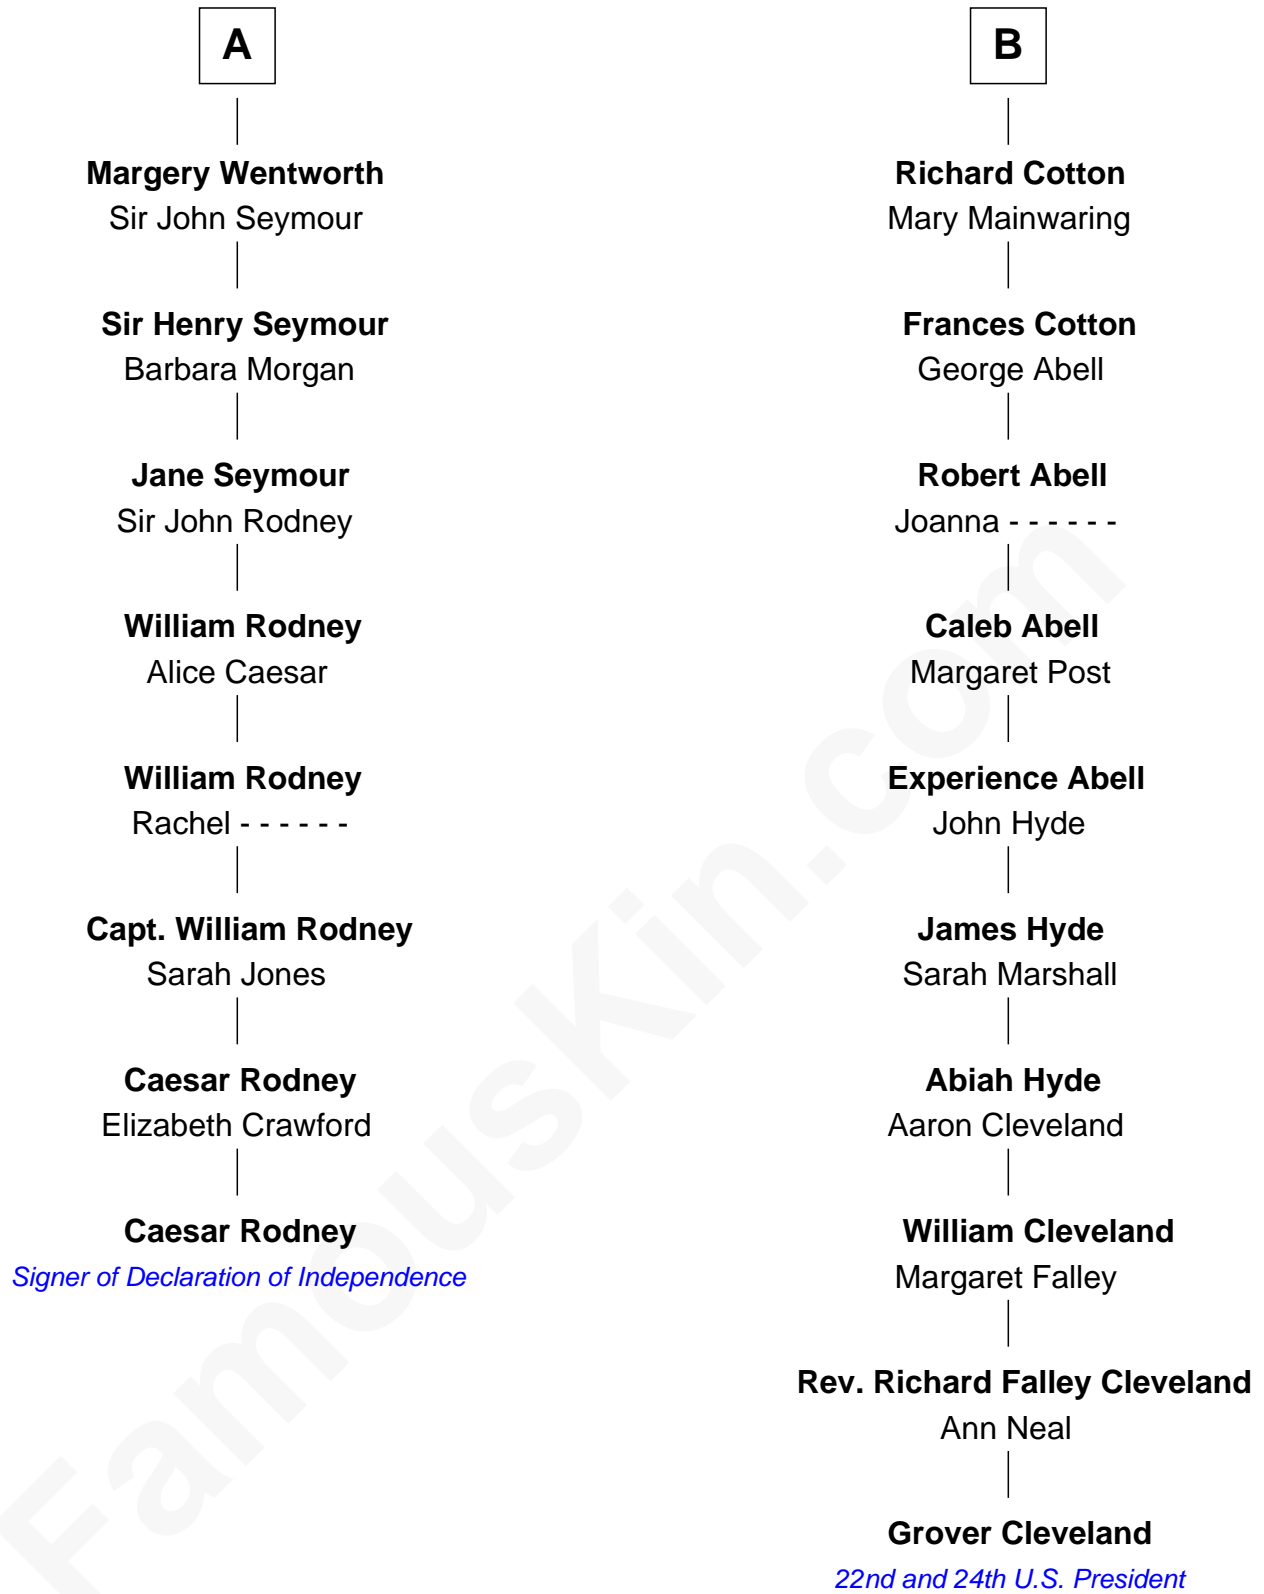 A
Margery Wentworth
Sir John Seymour
Sir Henry Seymour
Barbara Morgan
Jane Seymour
Sir John Rodney
William Rodney
Alice Caesar
William Rodney
Rachel - - - - - -
Capt. William Rodney
Sarah Jones
Caesar Rodney
Elizabeth Crawford
Caesar Rodney
Signer of Declaration of Independence
B
Richard Cotton
Mary Mainwaring
Frances Cotton
George Abell
Robert Abell
Joanna - - - - - -
Caleb Abell
Margaret Post
Experience Abell
John Hyde
James Hyde
Sarah Marshall
Abiah Hyde
Aaron Cleveland
William Cleveland
Margaret Falley
Rev. Richard Falley Cleveland
Ann Neal
Grover Cleveland
22nd and 24th U.S. President
FamousKin.com